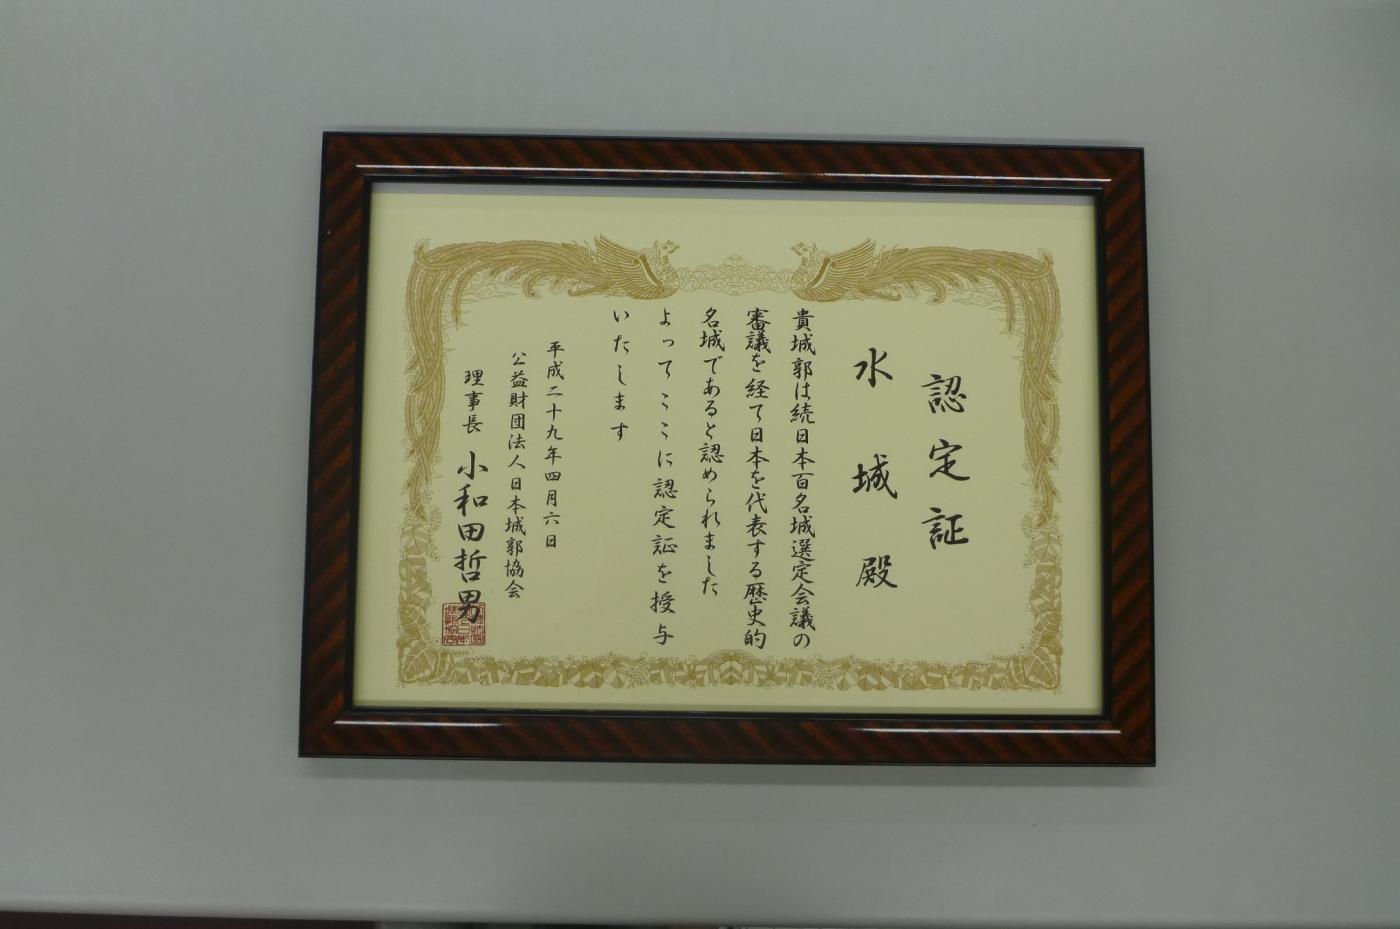 認定証
水城殿
貴城郭は続日本百名城選定会議の
審議を経て日本を代表する歴史的
名城であると認められました
よってここに認定証を授与
いたします
平成二十九年四月六日
公益財団法人日本城郭協会
理事長 小和田哲男